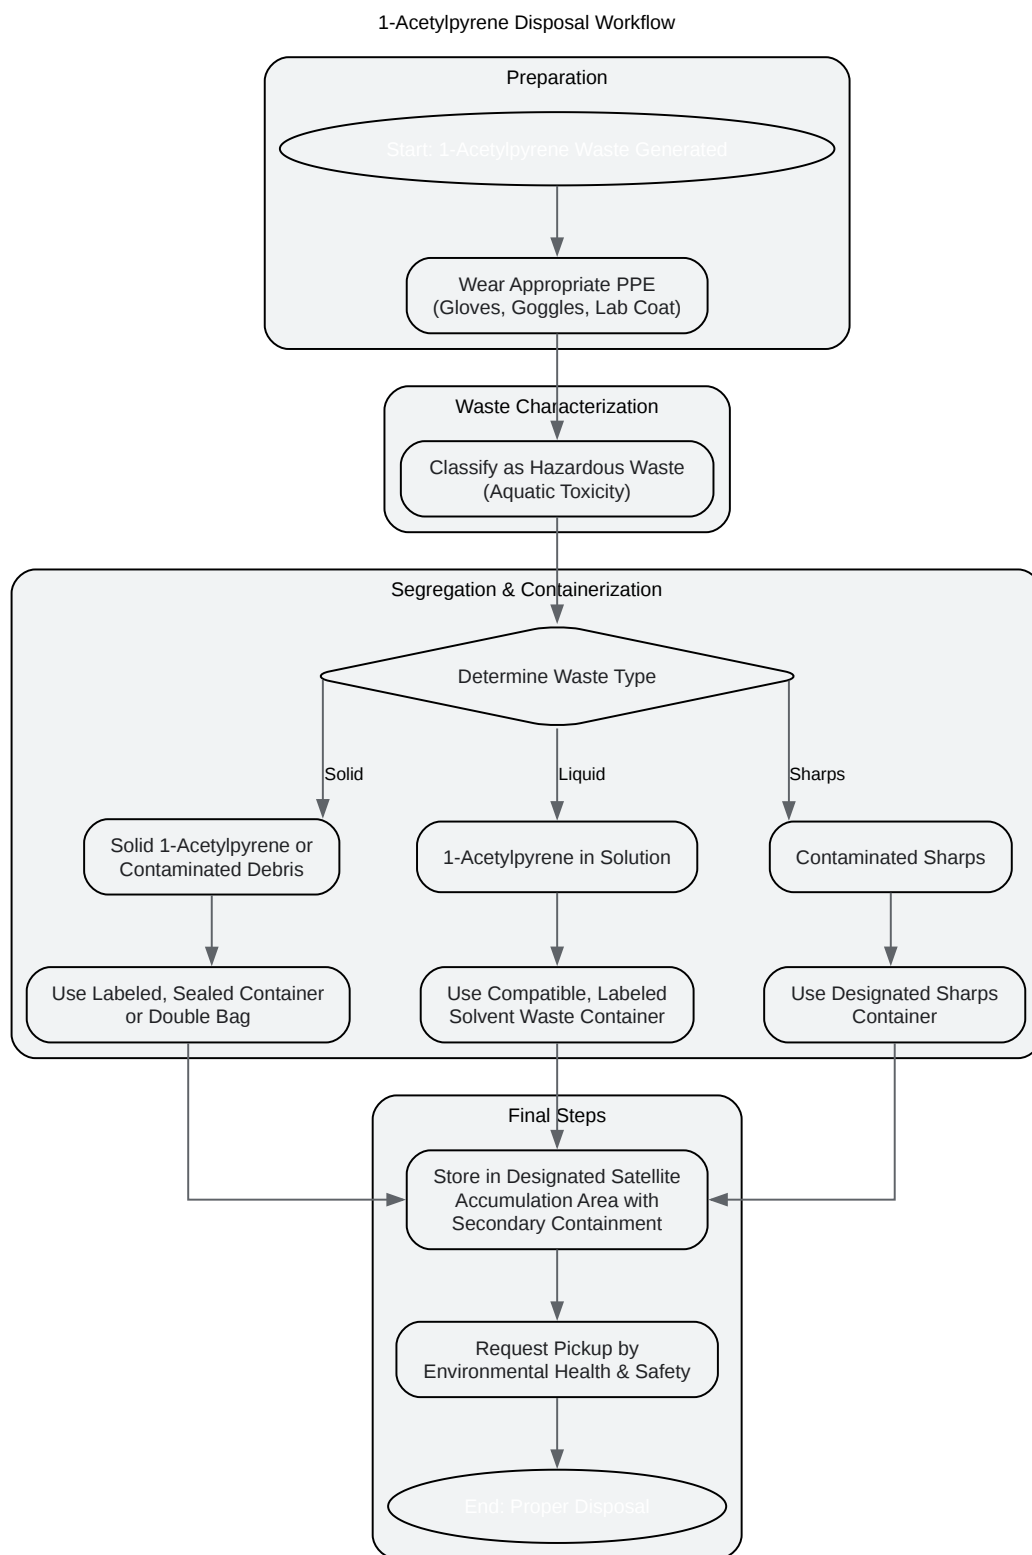 1-Acetylpyrene Disposal Workflow
Preparation
Start: 1-Acetylpyrene Waste Generated
Wear Appropriate PPE
(Gloves, Goggles, Lab Coat)
Waste Characterization
Classify as Hazardous Waste
(Aquatic Toxicity)
Segregation & Containerization
Determine Waste Type
Solid
Liquid
Sharps
Solid 1-Acetylpyrene or
Contaminated Debris
1-Acetylpyrene in Solution
Contaminated Sharps
Use Labeled, Sealed Container
or Double Bag
Use Compatible, Labeled
Solvent Waste Container
Use Designated Sharps
Container
Final Steps
Store in Designated Satellite
Accumulation Area with
Secondary Containment
Request Pickup by
Environmental Health & Safety
End: Proper Disposal